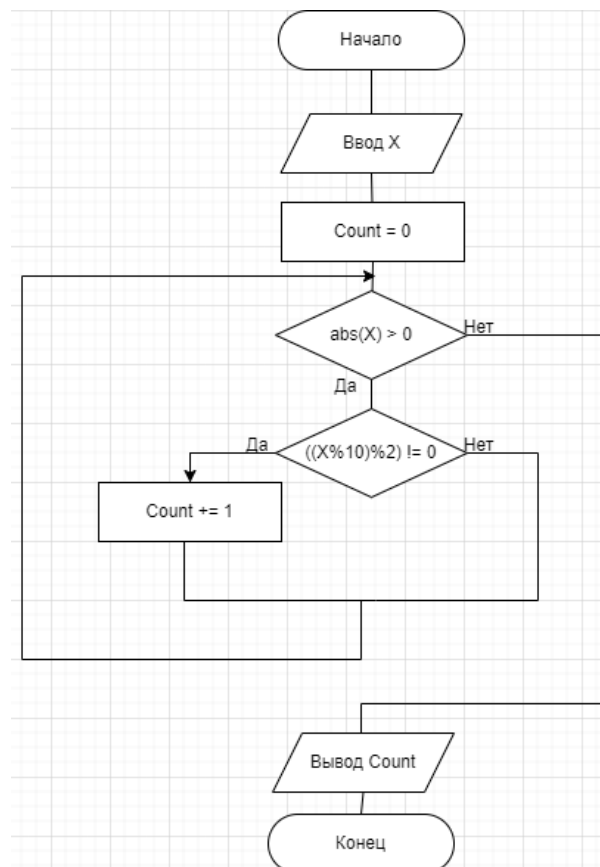 Начало
Ввод X
Count = 0
abs(X) > 0
Нет
Да
((X%10)%2) != 0
Да
Нет
Count += 1
Вывод Count
Конец